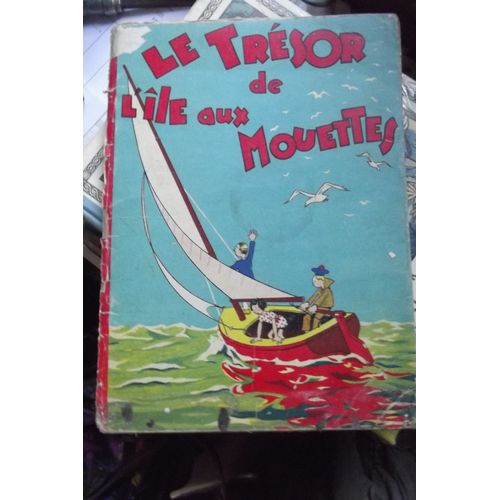 LE TRÉSOR
de
L'ÎLE aux
MOUETTES